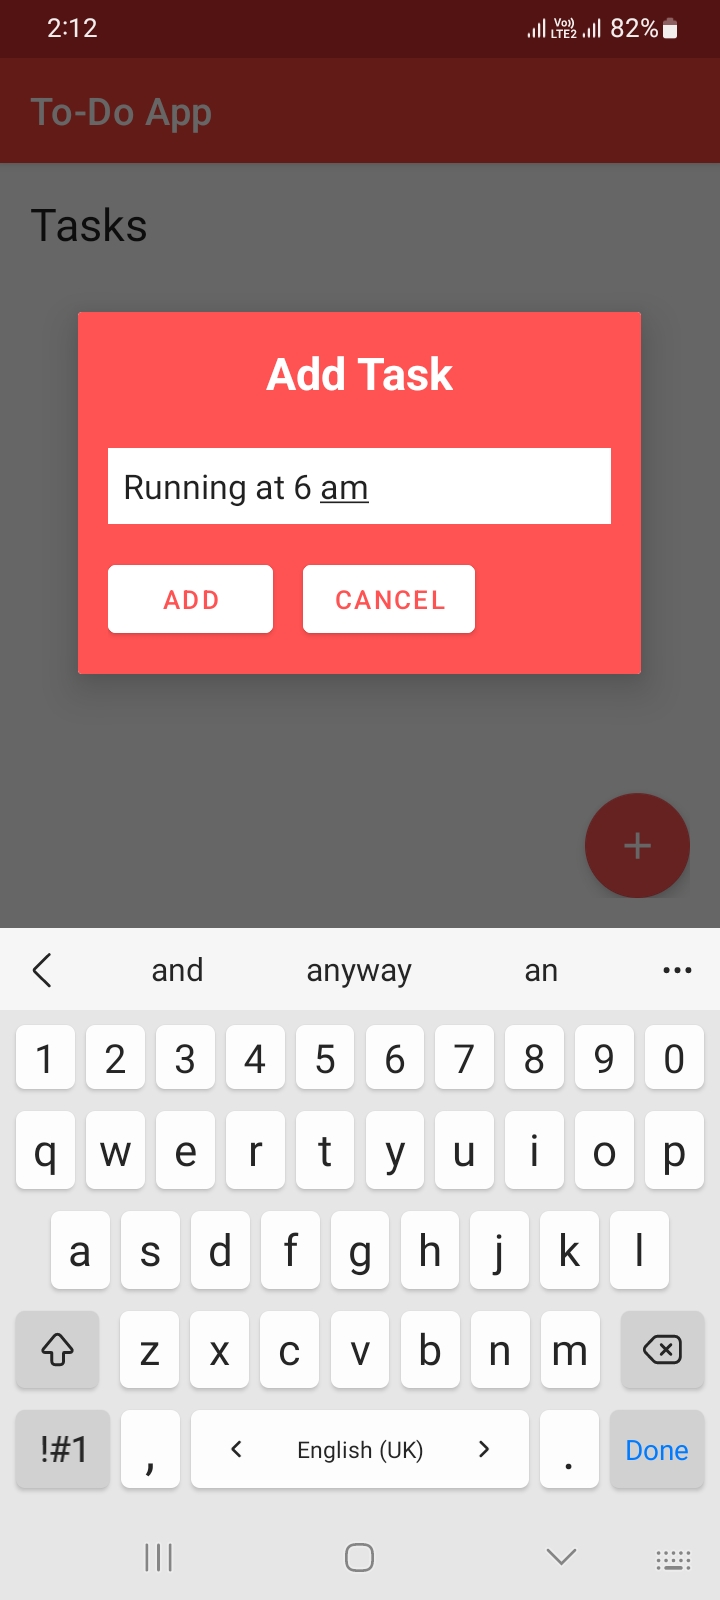 2:12 Vo)) LTE2 82%
To-Do App
Tasks
Add Task
Running at 6 am
ADD CANCEL
+
and anyway an •••
1 2 3 4 5 6 7 8 9 0
q w e r t y u i o p
a s d f g h j k l
z x c v b n m
!#1 , < English (UK) > . Done